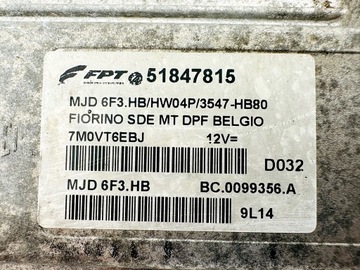 FPT 51847815
MJD 6F3.HB/HW04P/3547-HB80
FIORINO SDE MT DPF BELGIO
7M0VT6EBJ 12V=
D032
MJD 6F3.HB BC.0099356.A
9L14